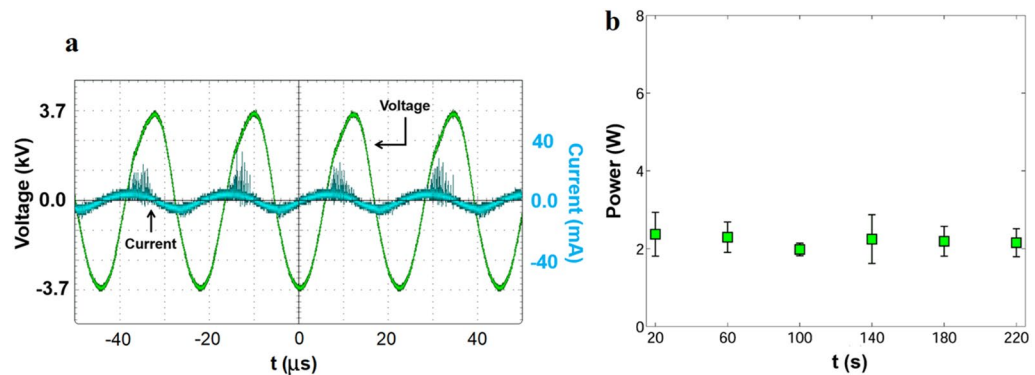 a
Voltage (kV)
3.7
0.0
-3.7
-40
-20
0
20
40
t (μs)
Voltage
Current
40
0.0
-40
Current (mA)
b
Power (W)
8
6
4
2
0
20
60
100
140
180
220
t (s)